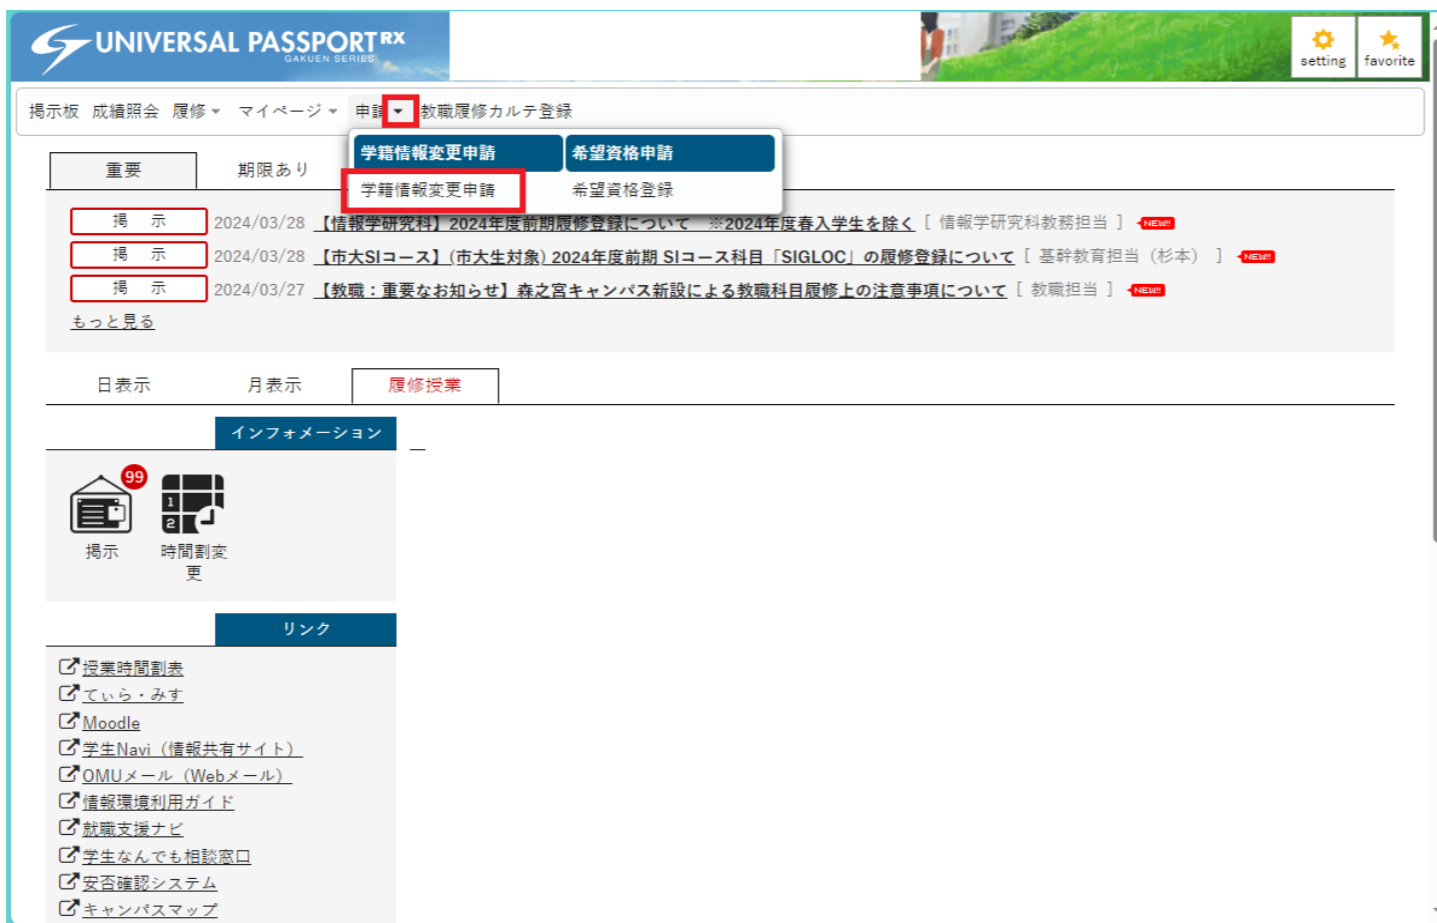 UNIVERSAL PASSPORT RX
GAKUEN SERIES
setting
favorite
掲示板 成績照会 履修 マイページ 申請 教職履修カルテ登録
学籍情報変更申請 希望資格申請
学籍情報変更申請 希望資格登録
重要 期限あり
掲 示 2024/03/28 【情報学研究科】2024年度前期履修登録について ※2024年度春入学生を除く [ 情報学研究科教務担当 ] NEW!!
掲 示 2024/03/28 【市大SIコース】(市大生対象) 2024年度前期 SIコース科目「SIGLOC」の履修登録について [ 基幹教育担当（杉本） ] NEW!!
掲 示 2024/03/27 【教職：重要なお知らせ】森之宮キャンパス新設による教職科目履修上の注意事項について [ 教職担当 ] NEW!!
もっと見る
日表示 月表示 履修授業
インフォメーション
99
1
2
掲示 時間割変
更
リンク
授業時間割表
てぃら・みす
Moodle
学生Navi（情報共有サイト）
OMUメール（Webメール）
情報環境利用ガイド
就職支援ナビ
学生なんでも相談窓口
安否確認システム
キャンパスマップ